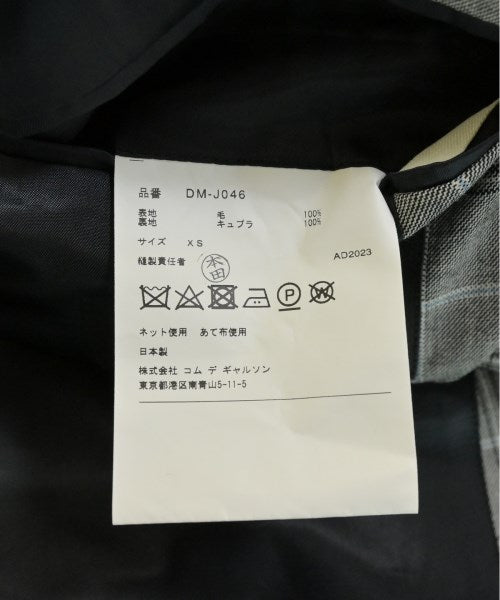 品番 DM-J046
表地 毛 100%
裏地 キュプラ 100%
サイズ XS
縫製責任者 本田
AD2023
P W
ネット使用 あて布使用
日本製
株式会社 コム デ ギャルソン
東京都港区南青山5-11-5